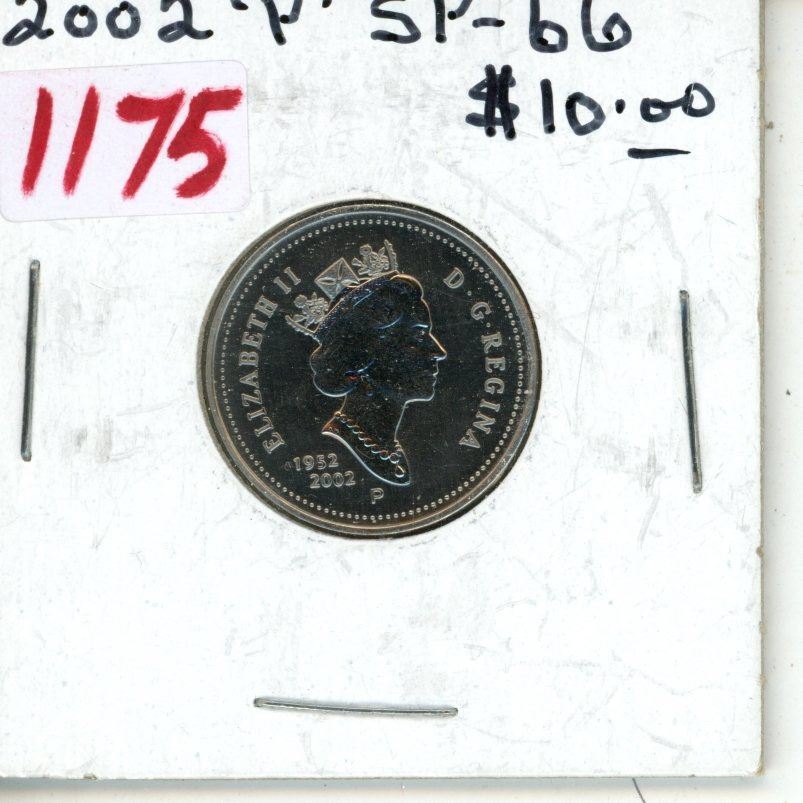 2002 'P' SP-66
$10.00
1175
ELIZABETH II
D·G·REGINA
1952
2002
P